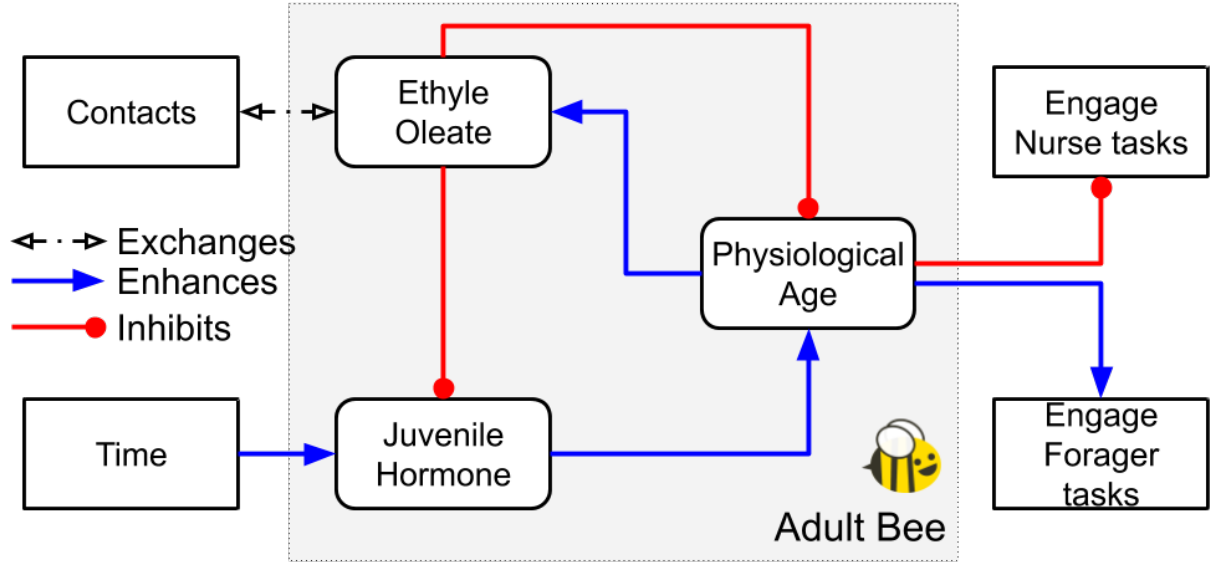 Contacts
Ethyle
Oleate
Engage
Nurse tasks
Exchanges
Enhances
Inhibits
Physiological
Age
Time
Juvenile
Hormone
Engage
Forager
tasks
Adult Bee